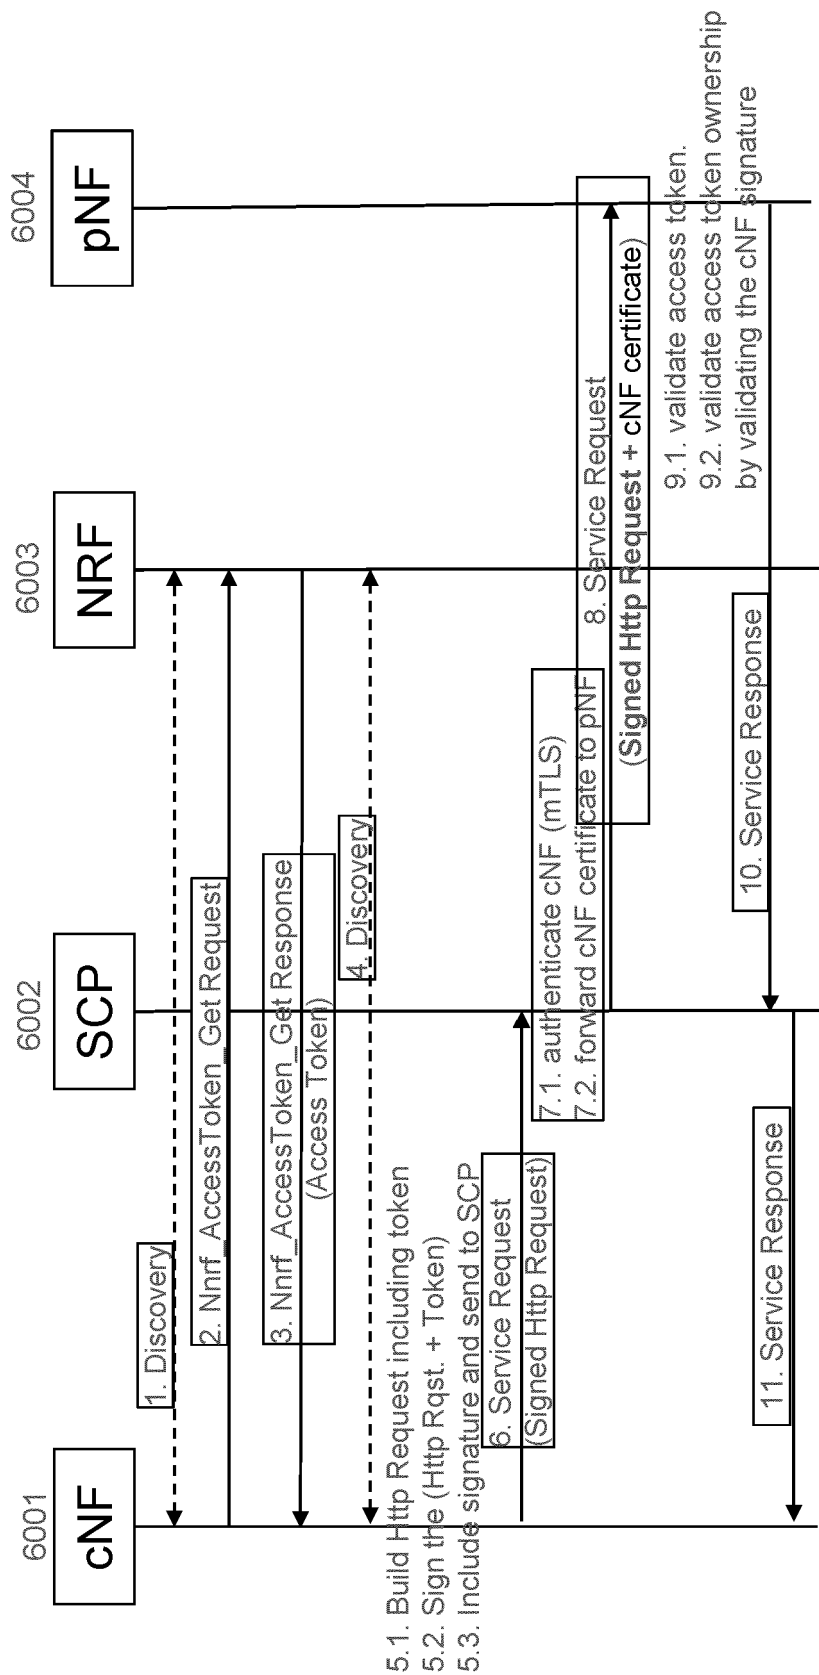 6001
cNF
6002
SCP
6003
NRF
6004
pNF
1. Discovery
2. Nnrf_AccessToken_Get Request
3. Nnrf_AccessToken_Get Response
(Access Token)
4. Discovery
5.1. Build Http Request including token
5.2. Sign the (Http Rqst. + Token)
5.3. Include signature and send to SCP
6. Service Request
(Signed Http Request)
7.1. authenticate cNF (mTLS)
7.2. forward cNF certificate to pNF
8. Service Request
(Signed Http Request + cNF certificate)
9.1. validate access token.
9.2. validate access token ownership
by validating the cNF signature
10. Service Response
11. Service Response